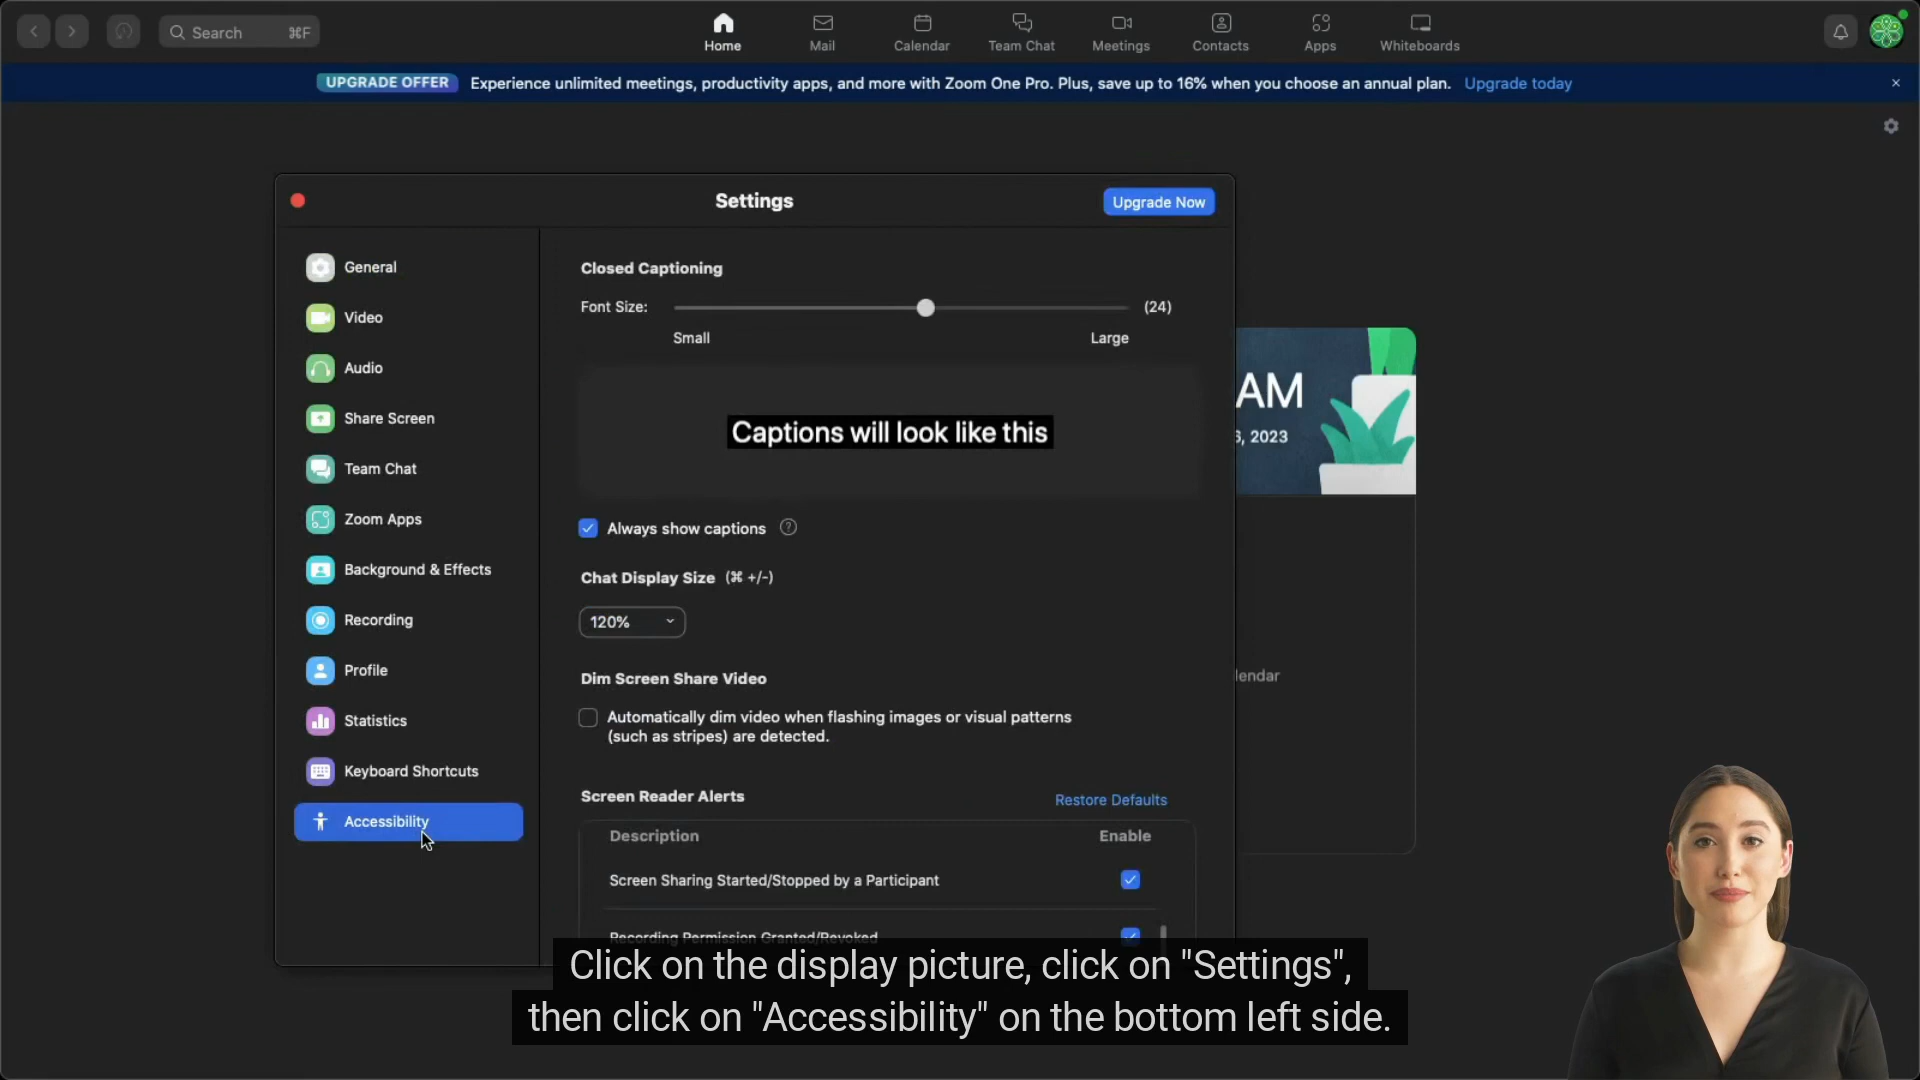 Search ⌘F
Home
Mail
Calendar
Team Chat
Meetings
Contacts
Apps
Whiteboards
UPGRADE OFFER Experience unlimited meetings, productivity apps, and more with Zoom One Pro. Plus, save up to 16% when you choose an annual plan. Upgrade today
Settings
Upgrade Now
General
Video
Audio
Share Screen
Team Chat
Zoom Apps
Background & Effects
Recording
Profile
Statistics
Keyboard Shortcuts
Accessibility
Closed Captioning
Font Size: (24)
Small Large
Captions will look like this
Always show captions
Chat Display Size (⌘ +/-)
120%
Dim Screen Share Video
Automatically dim video when flashing images or visual patterns
(such as stripes) are detected.
Screen Reader Alerts Restore Defaults
Description Enable
Screen Sharing Started/Stopped by a Participant
Recording Permission Granted/Revoked
AM
6, 2023
lendar
Click on the display picture, click on "Settings",
then click on "Accessibility" on the bottom left side.